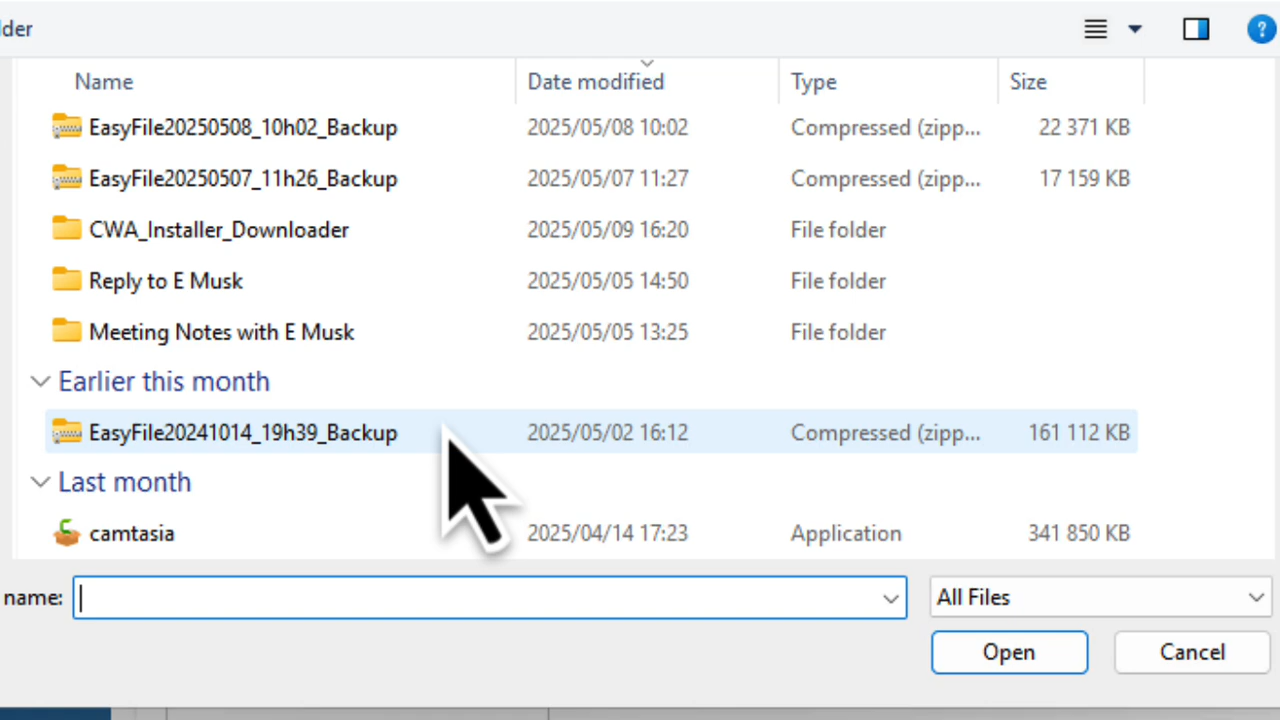 lder
Name Date modified Type Size
EasyFile20250508_10h02_Backup 2025/05/08 10:02 Compressed (zipp... 22 371 KB
EasyFile20250507_11h26_Backup 2025/05/07 11:27 Compressed (zipp... 17 159 KB
CWA_Installer_Downloader 2025/05/09 16:20 File folder
Reply to E Musk 2025/05/05 14:50 File folder
Meeting Notes with E Musk 2025/05/05 13:25 File folder
Earlier this month
EasyFile20241014_19h39_Backup 2025/05/02 16:12 Compressed (zipp... 161 112 KB
Last month
camtasia 2025/04/14 17:23 Application 341 850 KB
name: All Files
Open Cancel